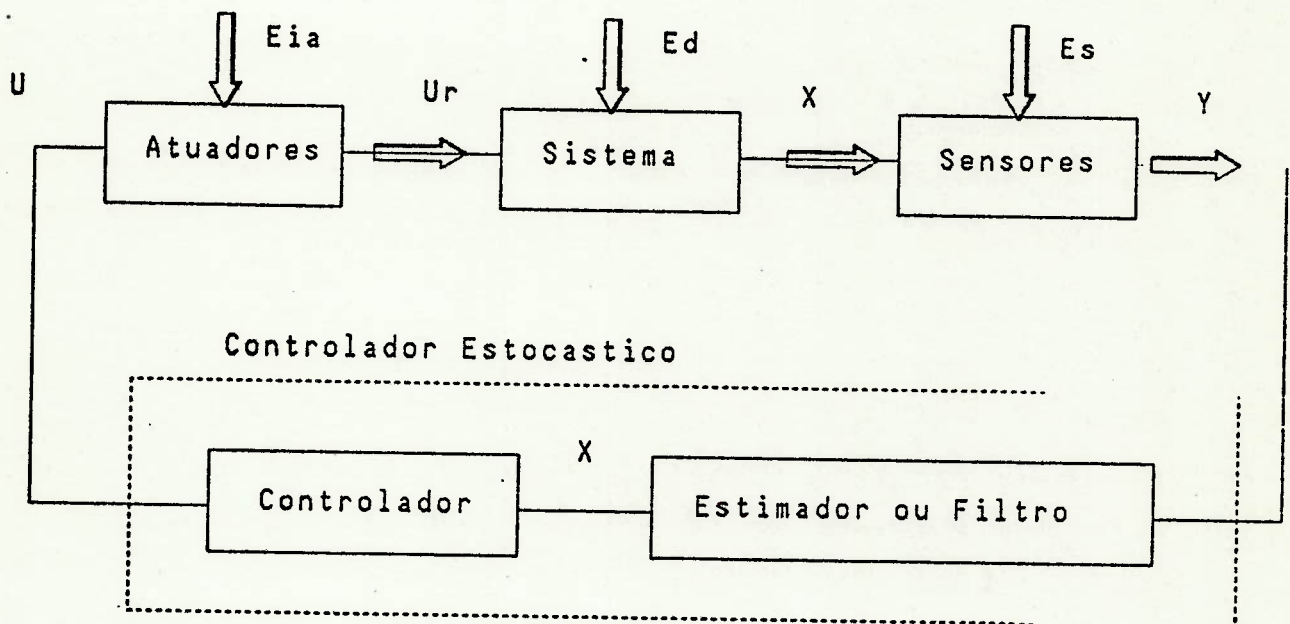 Eia
Ed
Es
U
Ur
X
Y
Atuadores
Sistema
Sensores
Controlador Estocastico
X
Controlador
Estimador ou Filtro